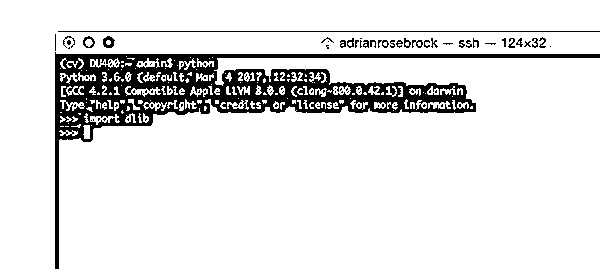 adrianrosebrock — ssh — 124×32
(cv) DU400:~ admin$ python
Python 3.6.0 (default, Mar  4 2017, 12:32:34)
[GCC 4.2.1 Compatible Apple LLVM 8.0.0 (clang-800.0.42.1)] on darwin
Type "help", "copyright", "credits" or "license" for more information.
>>> import dlib
>>>